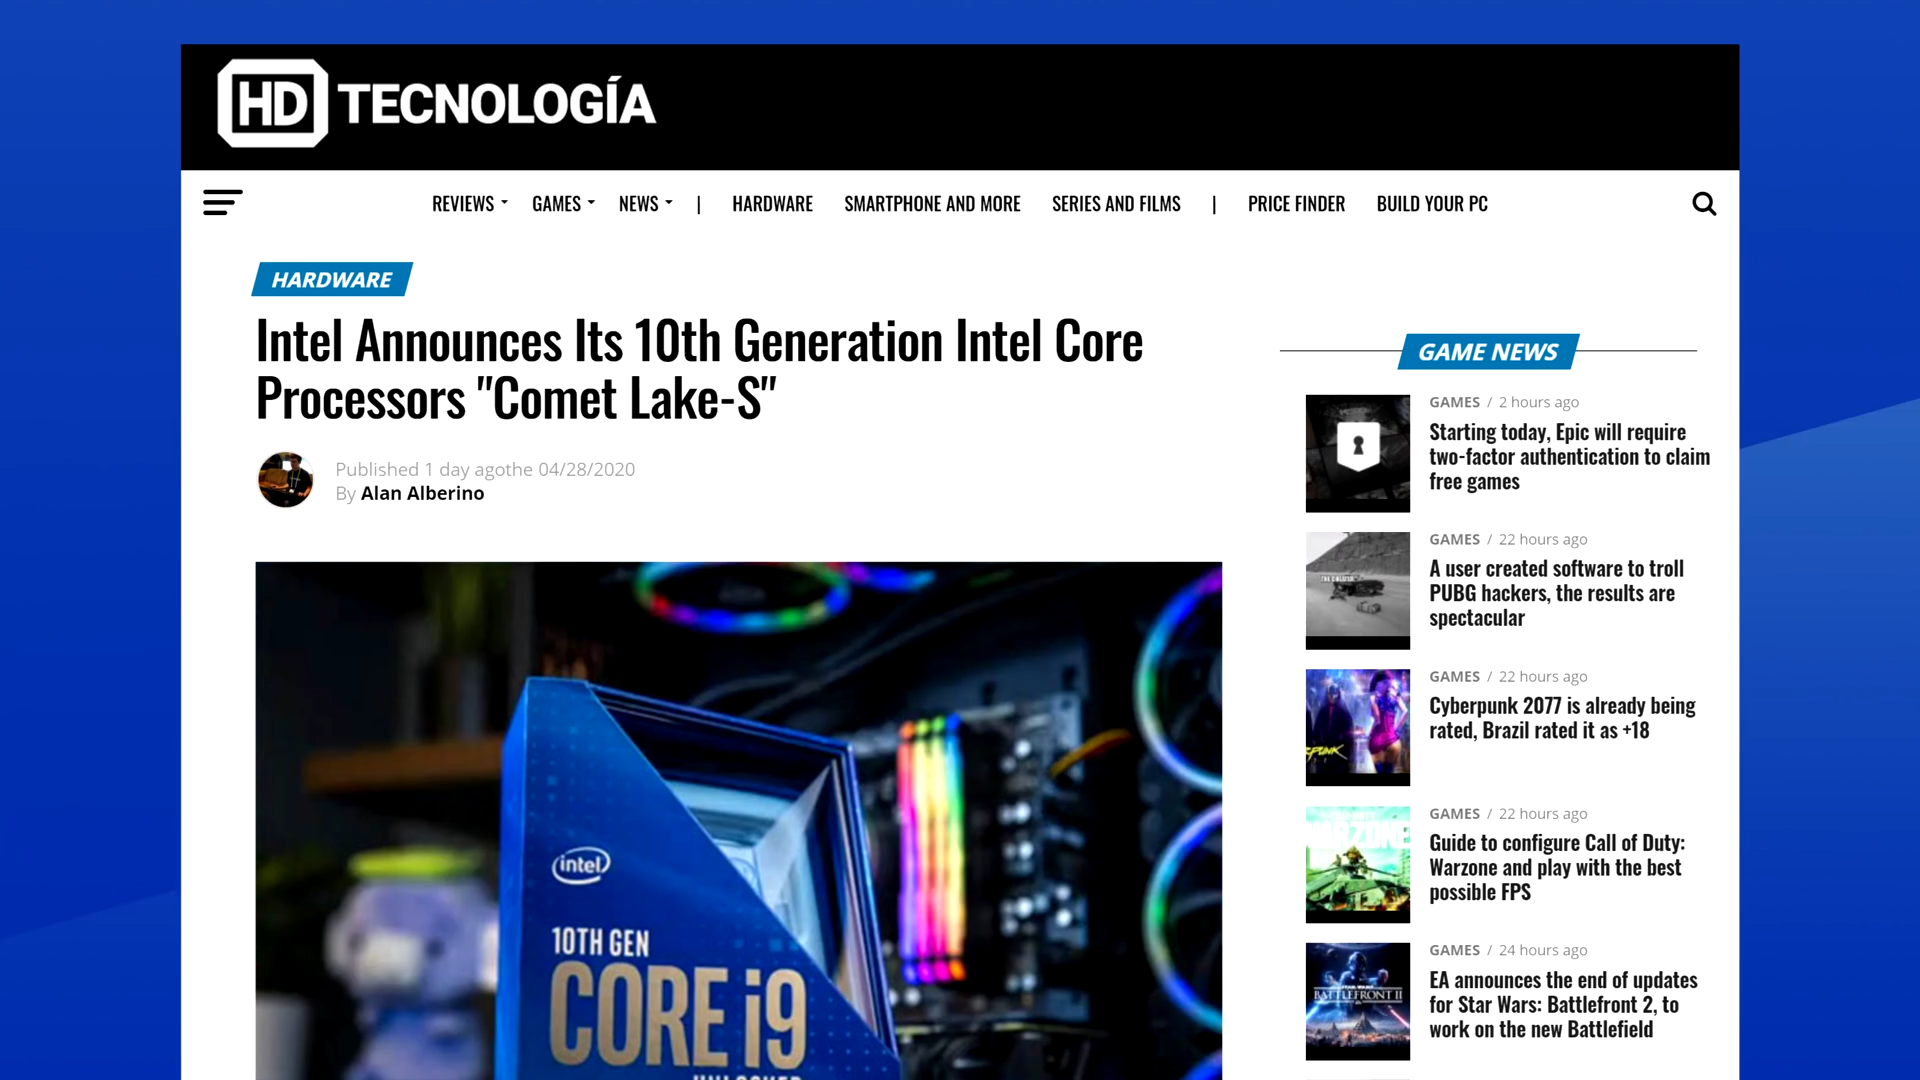 HD TECNOLOGÍA
REVIEWS GAMES NEWS | HARDWARE SMARTPHONE AND MORE SERIES AND FILMS | PRICE FINDER BUILD YOUR PC
HARDWARE
Intel Announces Its 10th Generation Intel Core
Processors "Comet Lake-S"
Published 1 day agothe 04/28/2020
By Alan Alberino
intel
10TH GEN
CORE i9
UNLOCKED
GAME NEWS
GAMES / 2 hours ago
Starting today, Epic will require
two-factor authentication to claim
free games
GAMES / 22 hours ago
A user created software to troll
PUBG hackers, the results are
spectacular
GAMES / 22 hours ago
Cyberpunk 2077 is already being
rated, Brazil rated it as +18
GAMES / 22 hours ago
WARZONE
Guide to configure Call of Duty:
Warzone and play with the best
possible FPS
GAMES / 24 hours ago
STAR WARS
BATTLEFRONT II
EA announces the end of updates
for Star Wars: Battlefront 2, to
work on the new Battlefield